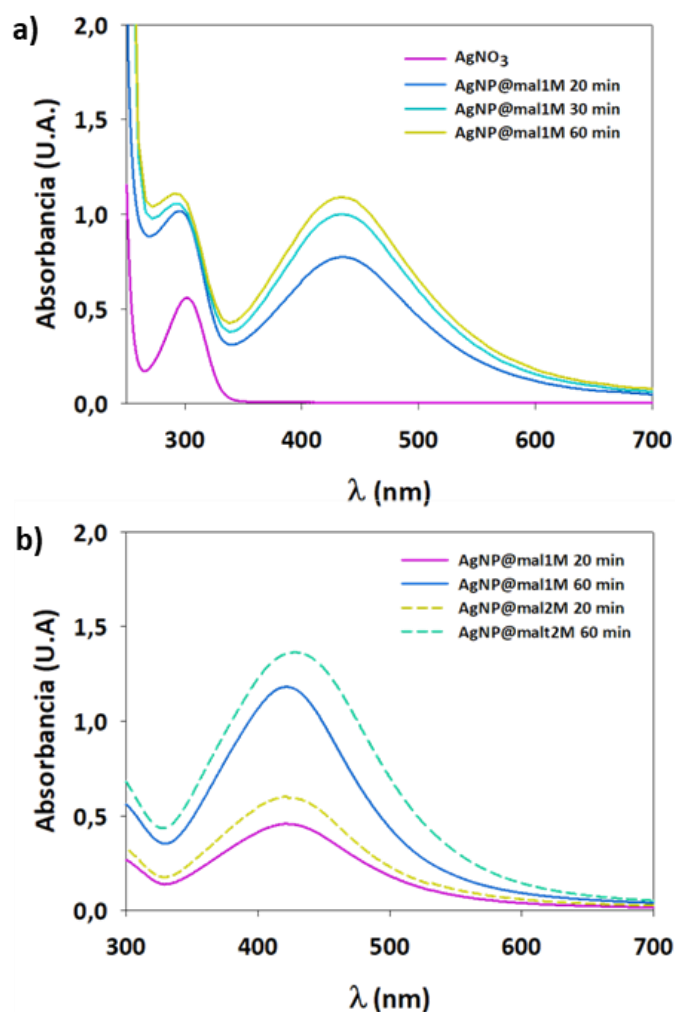 a)
2,0
1,5
1,0
0,5
0,0
Absorbancia (U.A.)
AgNO3
AgNP@mal1M 20 min
AgNP@mal1M 30 min
AgNP@mal1M 60 min
300 400 500 600 700
λ (nm)
b)
2,0
1,5
1,0
0,5
0,0
Absorbancia (U.A)
AgNP@mal1M 20 min
AgNP@mal1M 60 min
AgNP@mal2M 20 min
AgNP@malt2M 60 min
300 400 500 600 700
λ (nm)